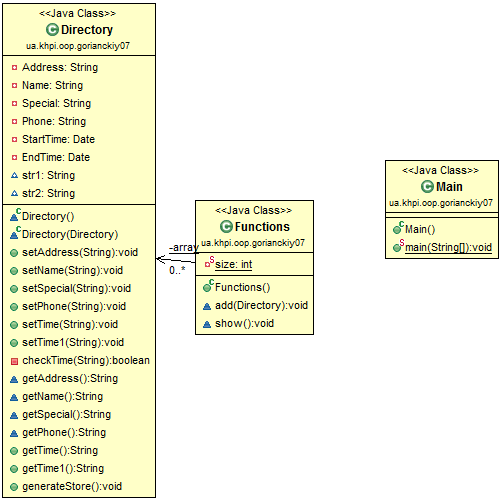 <<Java Class>>
Directory
ua.khpi.oop.gorianckiy07
Address: String
Name: String
Special: String
Phone: String
StartTime: Date
EndTime: Date
str1: String
str2: String
Directory()
Directory(Directory)
setAddress(String):void
setName(String):void
setSpecial(String):void
setPhone(String):void
setTime(String):void
setTime1(String):void
checkTime(String):boolean
getAddress():String
getName():String
getSpecial():String
getPhone():String
getTime():String
getTime1():String
generateStore():void
-array
0..*
<<Java Class>>
Functions
ua.khpi.oop.gorianckiy07
size: int
Functions()
add(Directory):void
show():void
<<Java Class>>
Main
ua.khpi.oop.gorianckiy07
Main()
main(String[]):void